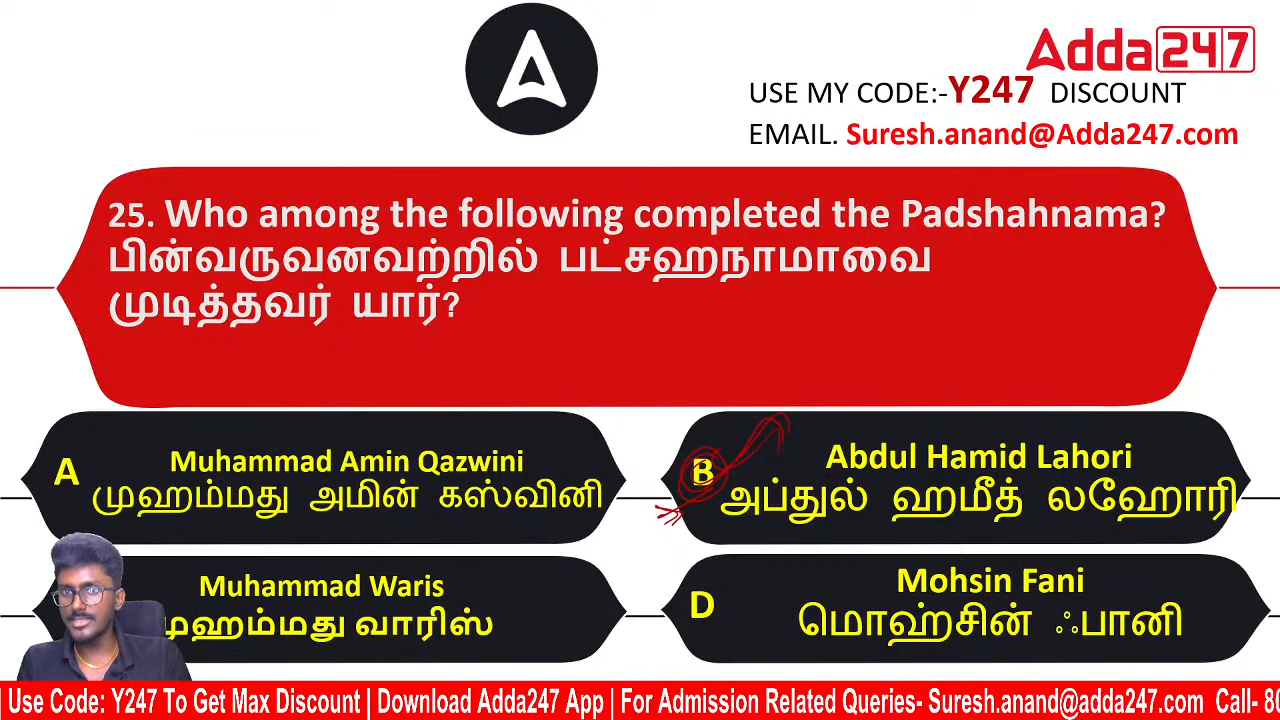 Adda247
USE MY CODE:-Y247 DISCOUNT
EMAIL. Suresh.anand@Adda247.com
25. Who among the following completed the Padshahnama?
பின்வருவனவற்றில் பட்சஹநாமாவை
முடித்தவர் யார்?
A
Muhammad Amin Qazwini
முஹம்மது அமின் கஸ்வினி
B
Abdul Hamid Lahori
அப்துல் ஹமீத் லஹோரி
Muhammad Waris
முஹம்மது வாரிஸ்
D
Mohsin Fani
மொஹ்சின் ஃபானி
| Use Code: Y247 To Get Max Discount | Download Adda247 App | For Admission Related Queries- Suresh.anand@adda247.com Call- 80